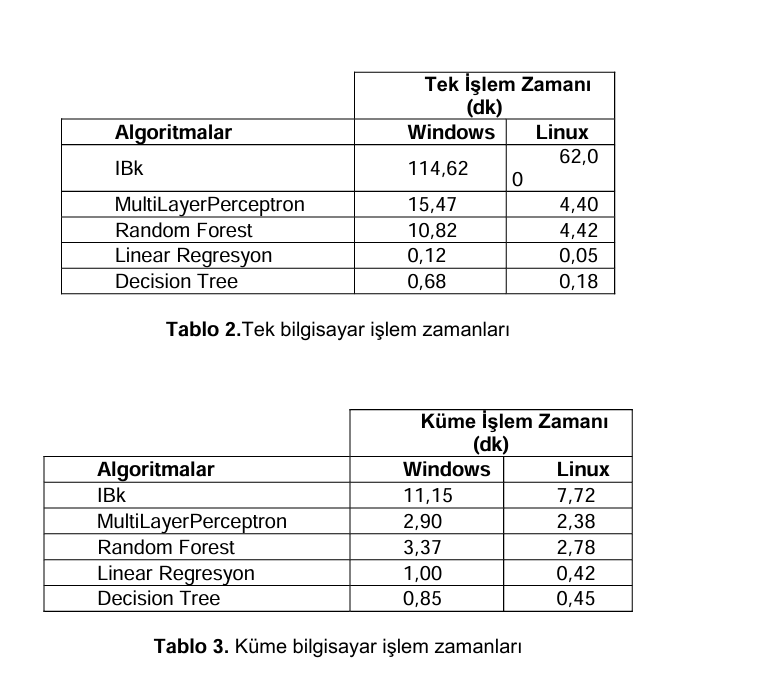 Tek İşlem Zamanı
(dk)
Algoritmalar Windows Linux
IBk 114,62 62,0
0
MultiLayerPerceptron 15,47 4,40
Random Forest 10,82 4,42
Linear Regresyon 0,12 0,05
Decision Tree 0,68 0,18
Tablo 2.Tek bilgisayar işlem zamanları
Küme İşlem Zamanı
(dk)
Algoritmalar Windows Linux
IBk 11,15 7,72
MultiLayerPerceptron 2,90 2,38
Random Forest 3,37 2,78
Linear Regresyon 1,00 0,42
Decision Tree 0,85 0,45
Tablo 3. Küme bilgisayar işlem zamanları